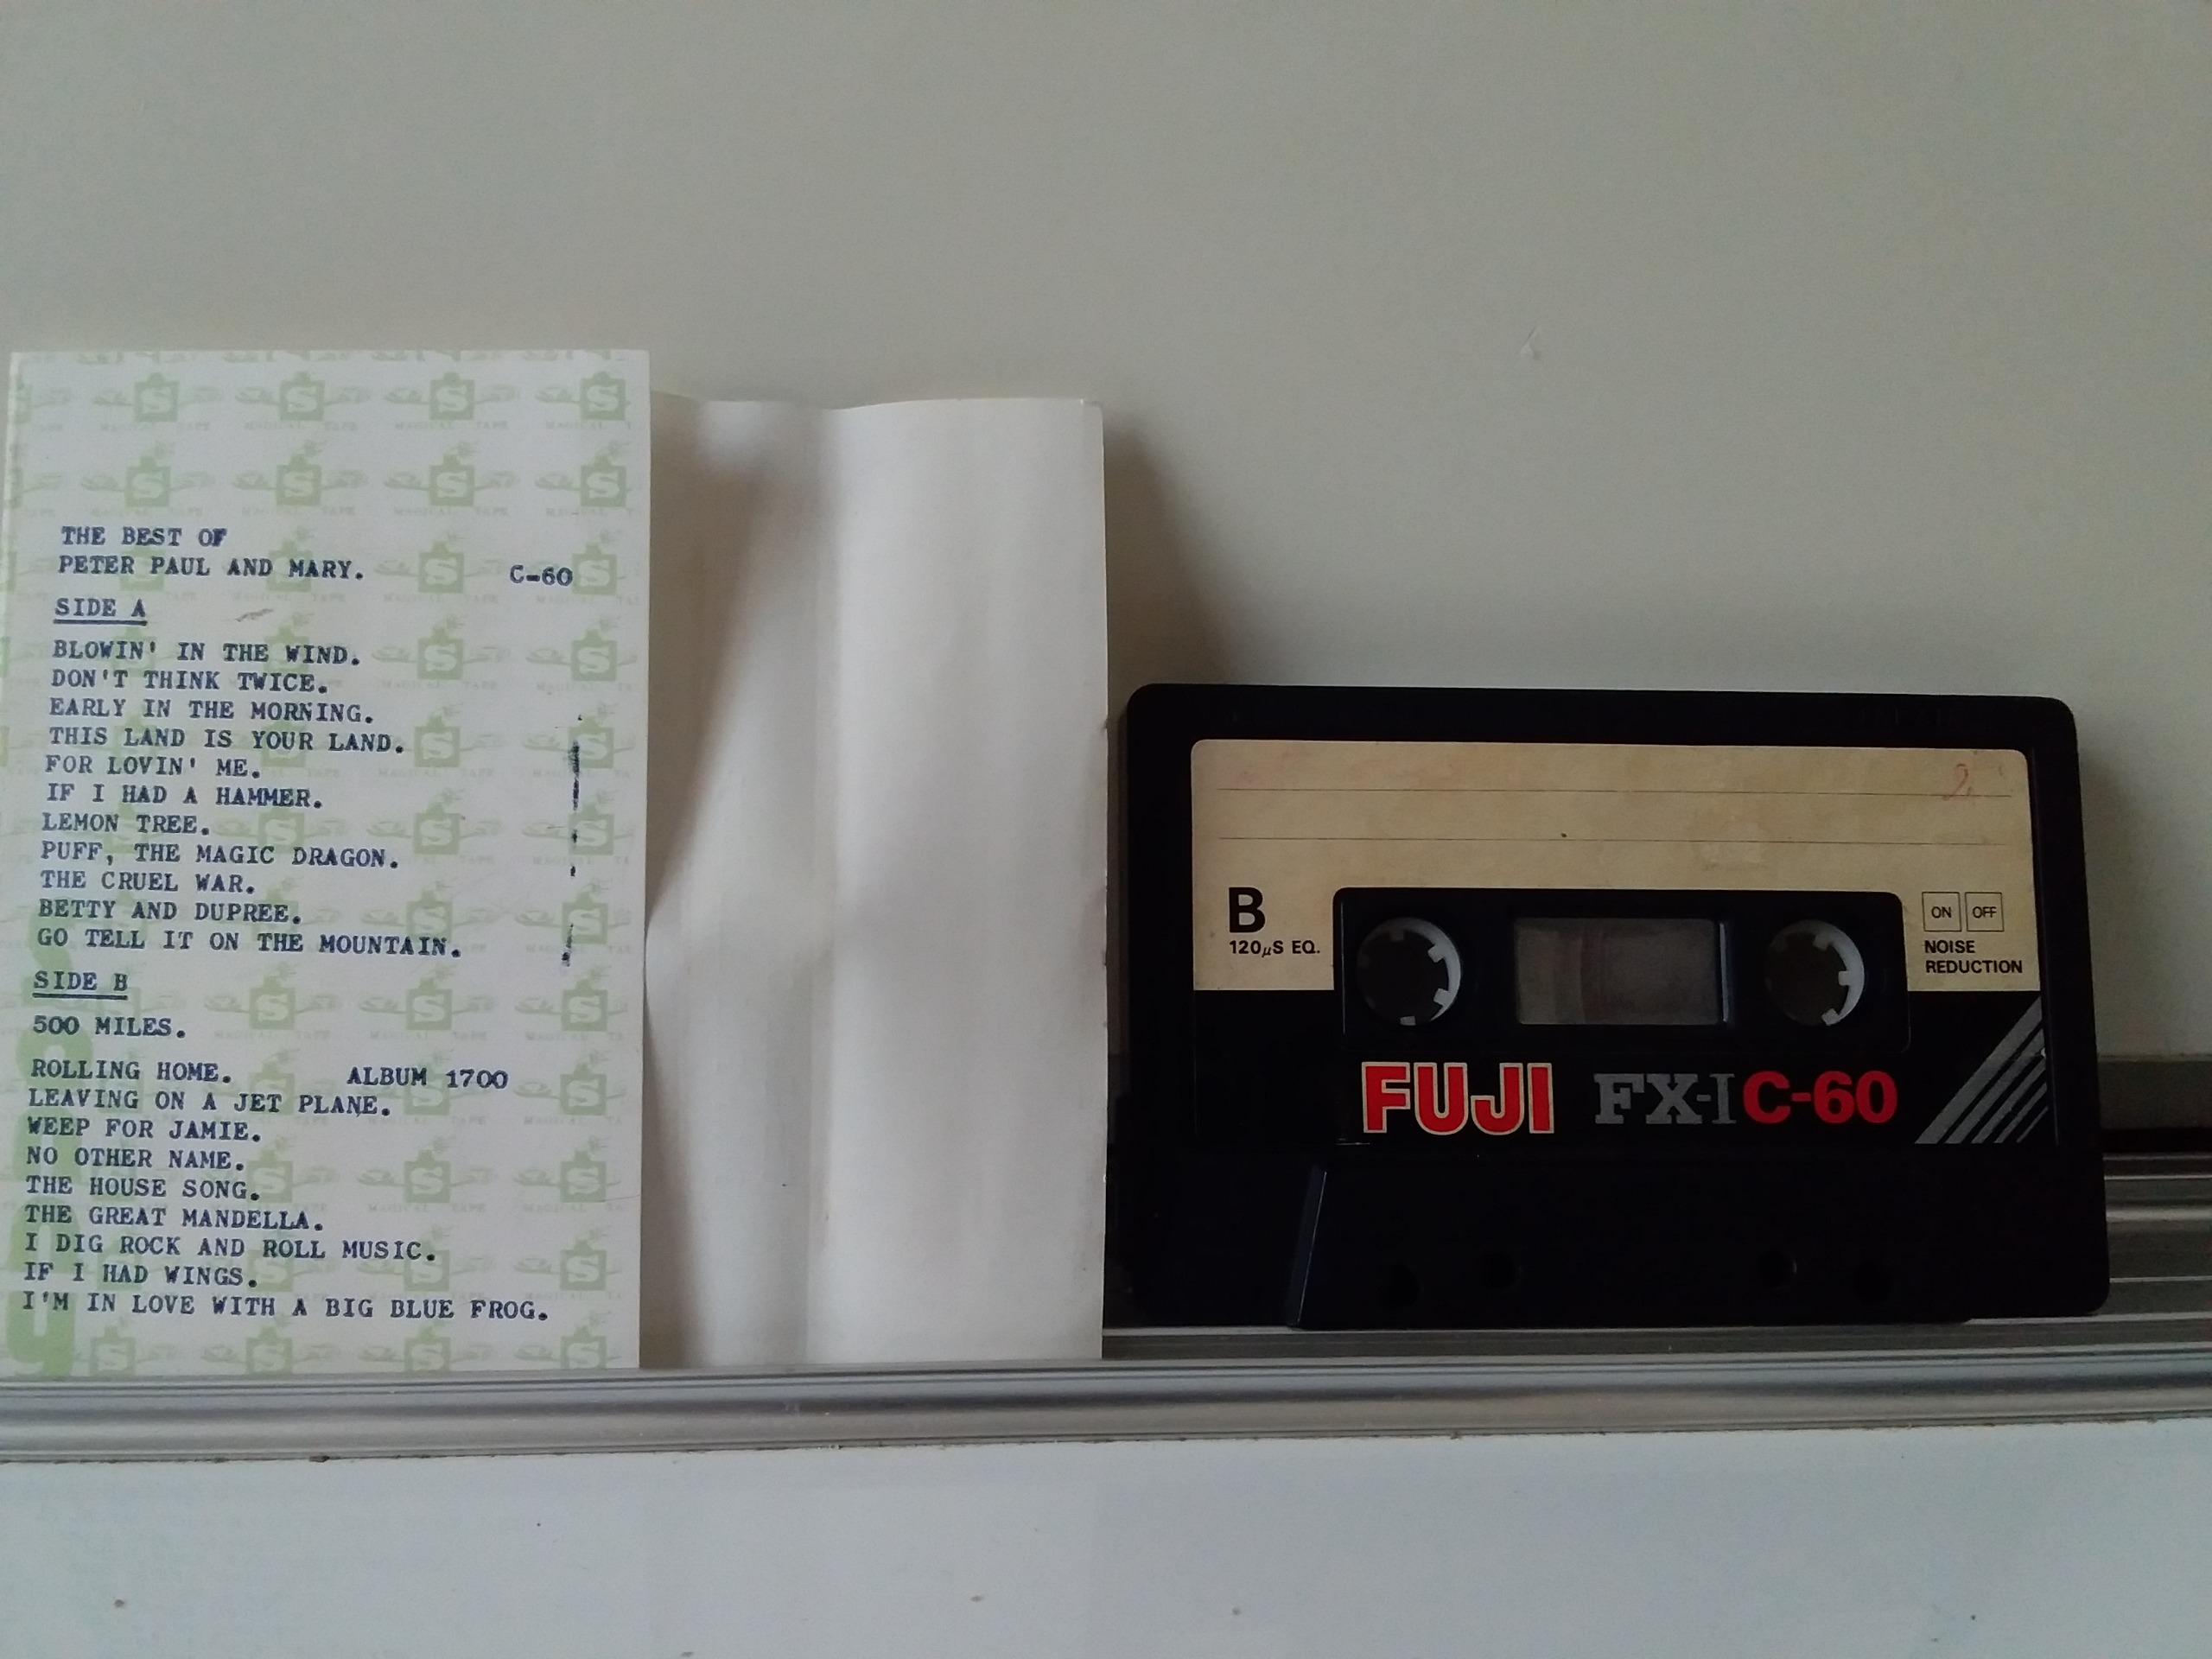 THE BEST OF
PETER PAUL AND MARY. C-60
SIDE A
BLOWIN' IN THE WIND.
DON'T THINK TWICE.
EARLY IN THE MORNING.
THIS LAND IS YOUR LAND.
FOR LOVIN' ME.
IF I HAD A HAMMER.
LEMON TREE.
PUFF, THE MAGIC DRAGON.
THE CRUEL WAR.
BETTY AND DUPREE.
GO TELL IT ON THE MOUNTAIN.
SIDE B
500 MILES.
ROLLING HOME. ALBUM 1700
LEAVING ON A JET PLANE.
WEEP FOR JAMIE.
NO OTHER NAME.
THE HOUSE SONG.
THE GREAT MANDELLA.
I DIG ROCK AND ROLL MUSIC.
IF I HAD WINGS.
I'M IN LOVE WITH A BIG BLUE FROG.
S MAGICAL TAPE
2.
B
120µS EQ.
ON OFF
NOISE
REDUCTION
FUJI FX-I C-60